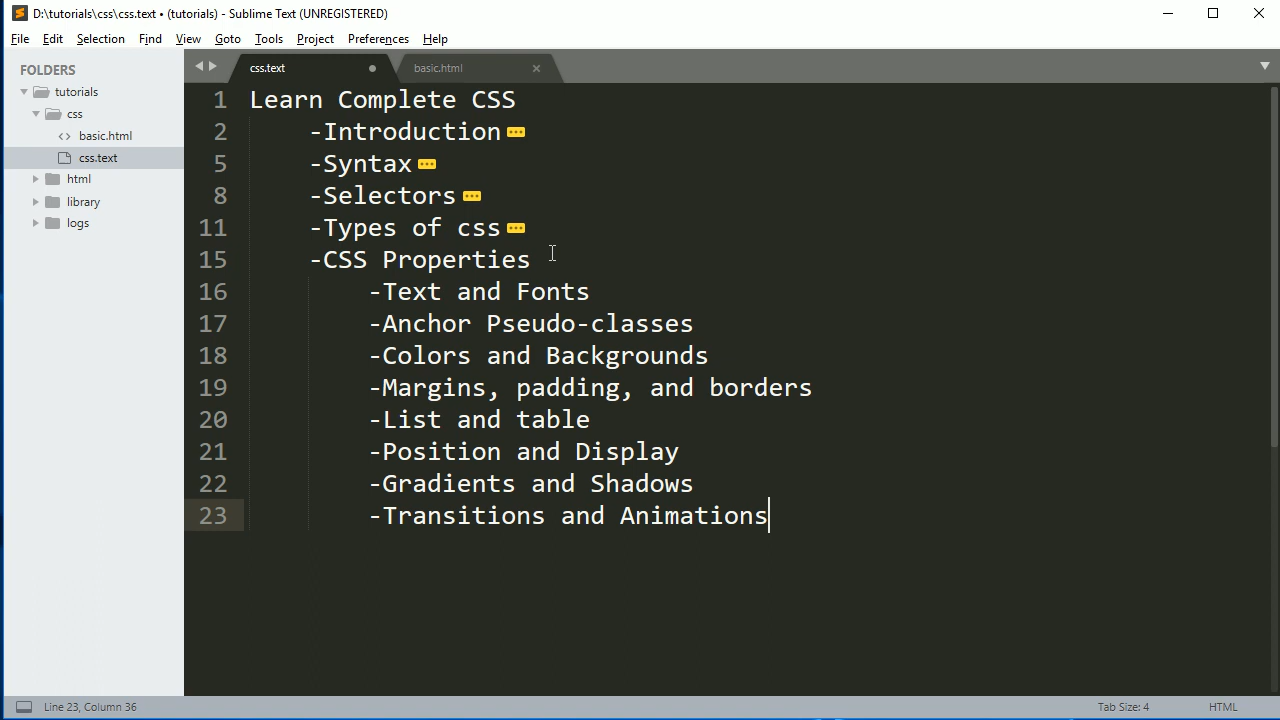 D:\tutorials\css\css.text • (tutorials) - Sublime Text (UNREGISTERED)
File Edit Selection Find View Goto Tools Project Preferences Help
FOLDERS
tutorials
css
<> basic.html
css.text
html
library
logs
css.text
basic.html
1 Learn Complete CSS
2 -Introduction
5 -Syntax
8 -Selectors
11 -Types of css
15 -CSS Properties
16 -Text and Fonts
17 -Anchor Pseudo-classes
18 -Colors and Backgrounds
19 -Margins, padding, and borders
20 -List and table
21 -Position and Display
22 -Gradients and Shadows
23 -Transitions and Animations
Line 23, Column 36
Tab Size: 4
HTML